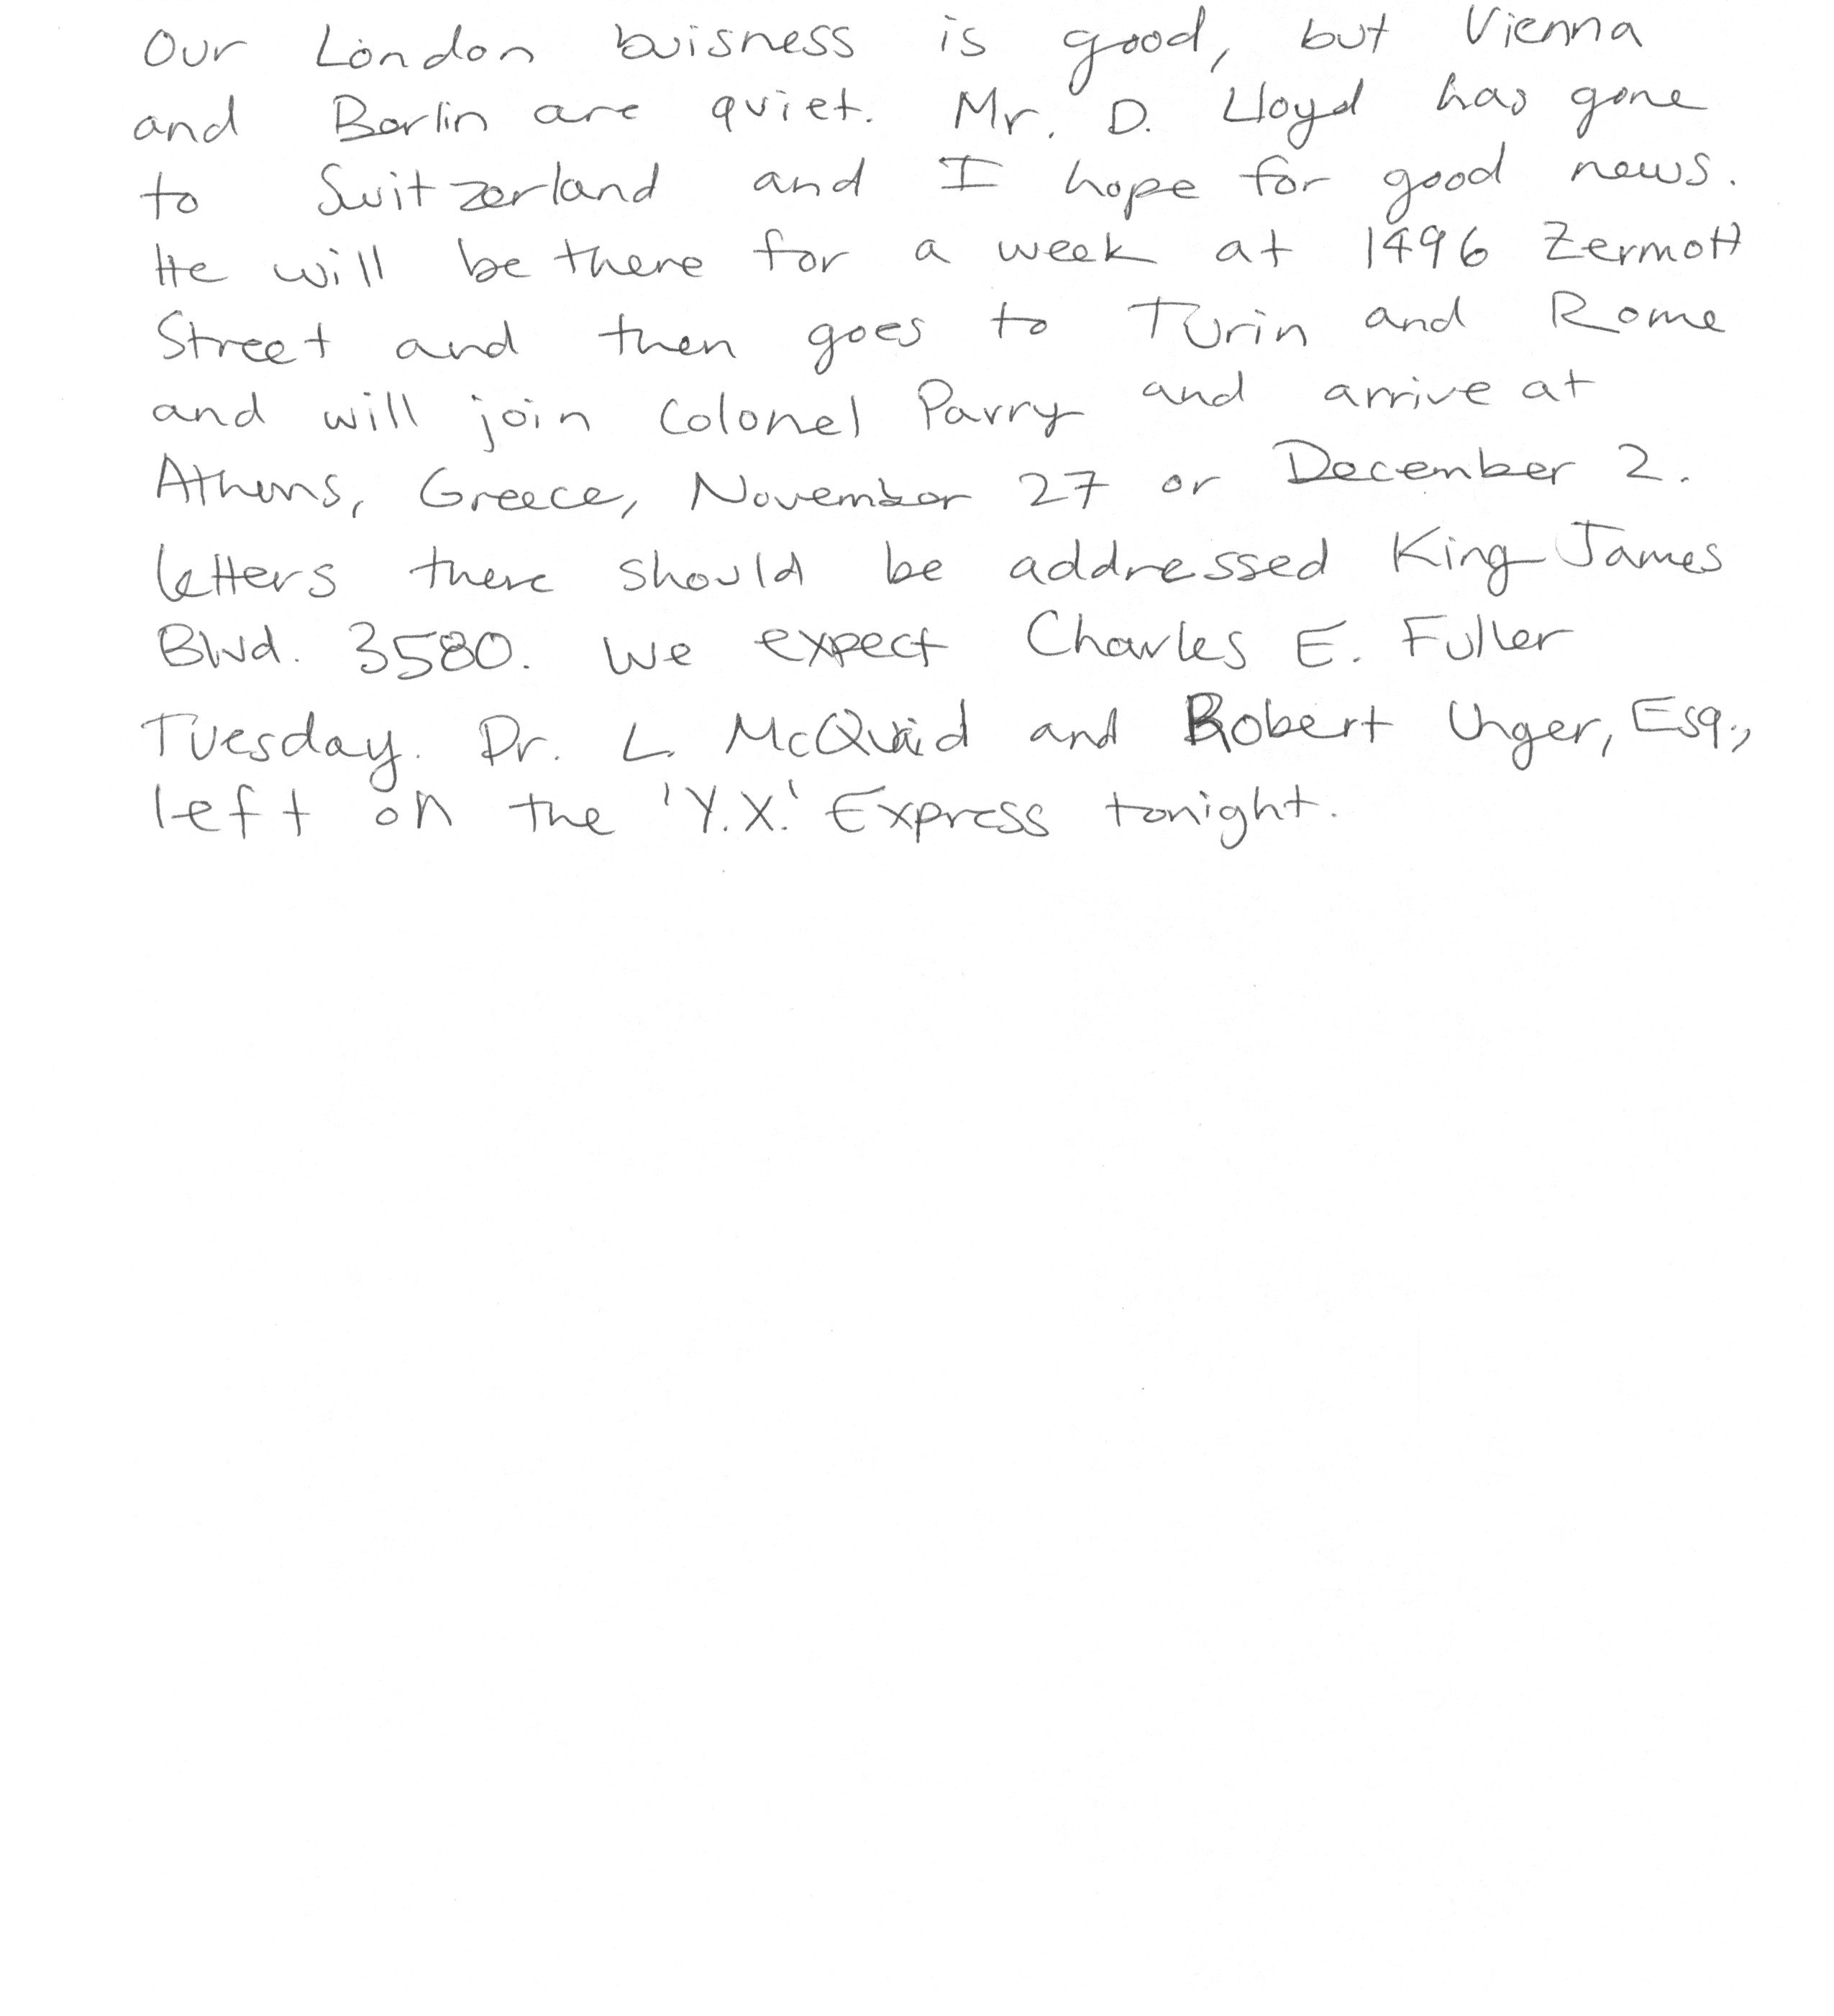 Our London buisness is good, but Vienna
and Berlin are quiet. Mr. D. Lloyd has gone
to Switzerland and I hope for good news.
He will be there for a week at 1496 Zermott
Street and then goes to Turin and Rome
and will join Colonel Parry and arrive at
Athens, Greece, November 27 or December 2.
Letters there should be addressed King James
Blvd. 3580. We expect Charles E. Fuller
Tuesday. Dr. L. McQuaid and Robert Unger, Esq.,
left on the 'Y.X.' Express tonight.